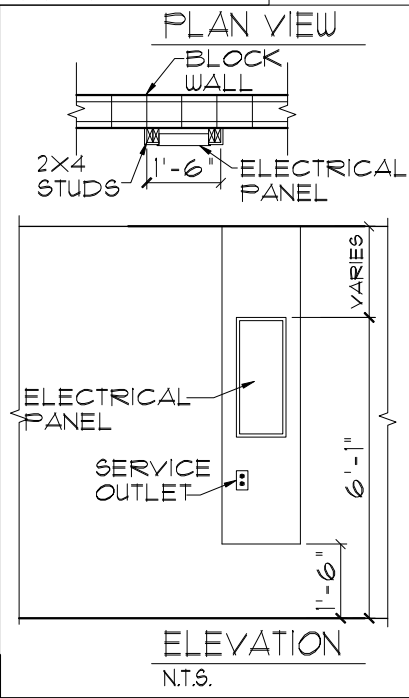 PLAN VIEW
BLOCK
WALL
2X4
STUDS
1'-6"
ELECTRICAL
PANEL
VARIES
ELECTRICAL
PANEL
SERVICE
OUTLET
6'-1"
1'-6"
ELEVATION
N.T.S.